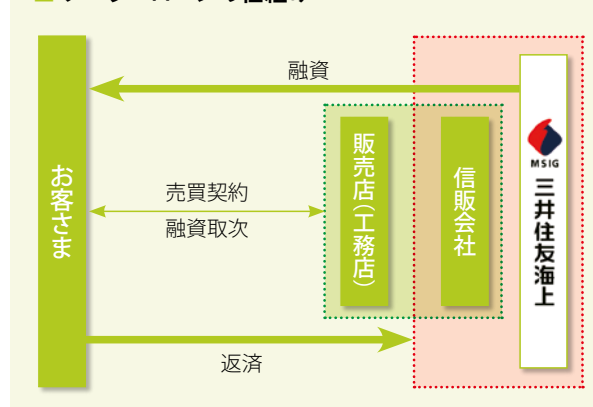 融資
お客さま
売買契約
融資取次
販売店（工務店）
信販会社
MSIG
三井住友海上
返済